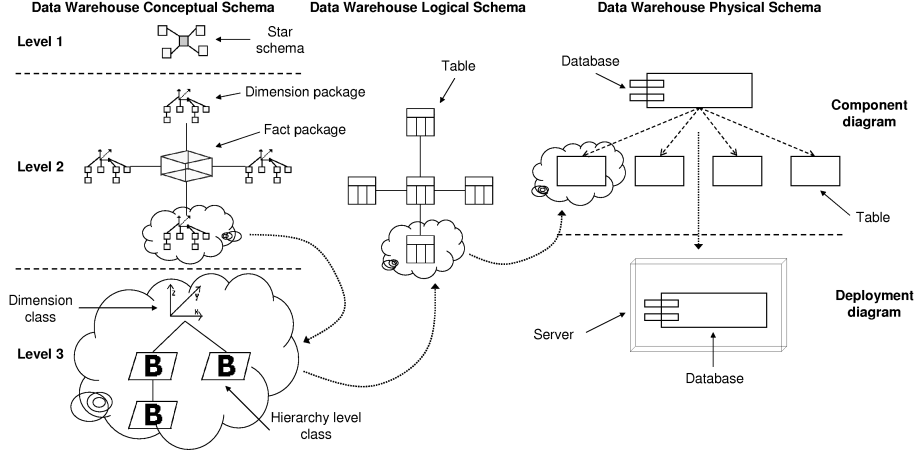 Data Warehouse Conceptual Schema
Data Warehouse Logical Schema
Data Warehouse Physical Schema
Level 1
Star
schema
Dimension package
Fact package
Level 2
Table
Database
Component
diagram
Table
Dimension
class
Z
Y
X
Level 3
B
B
B
Hierarchy level
class
Deployment
diagram
Server
Database